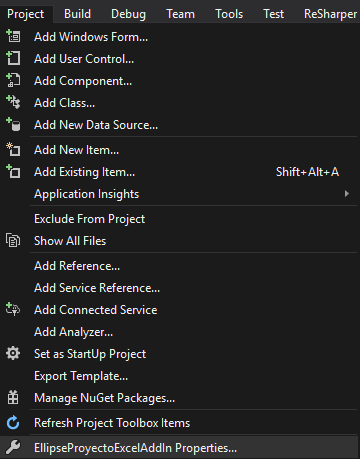 Project Build Debug Team Tools Test ReSharper
Add Windows Form...
Add User Control...
Add Component...
Add Class...
Add New Data Source...
Add New Item...
Add Existing Item... Shift+Alt+A
Application Insights
Exclude From Project
Show All Files
Add Reference...
Add Service Reference...
Add Connected Service
Add Analyzer...
Set as StartUp Project
Export Template...
Manage NuGet Packages...
Refresh Project Toolbox Items
EllipseProyectoExcelAddIn Properties...